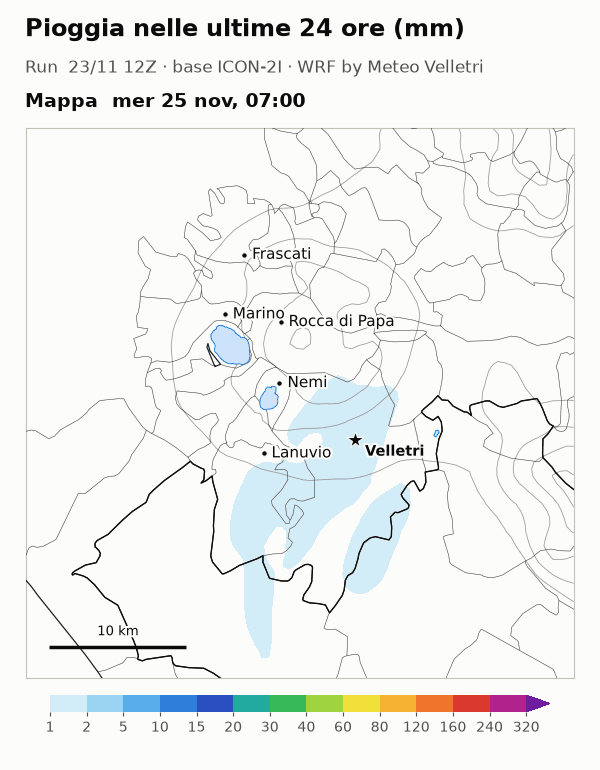 Pioggia nelle ultime 24 ore (mm)
Run 23/11 12Z · base ICON-2I · WRF by Meteo Velletri
Mappa mer 25 nov, 07:00
Frascati
Marino
Rocca di Papa
Nemi
Velletri
Lanuvio
10 km
1 2 5 10 15 20 30 40 60 80 120 160 240 320